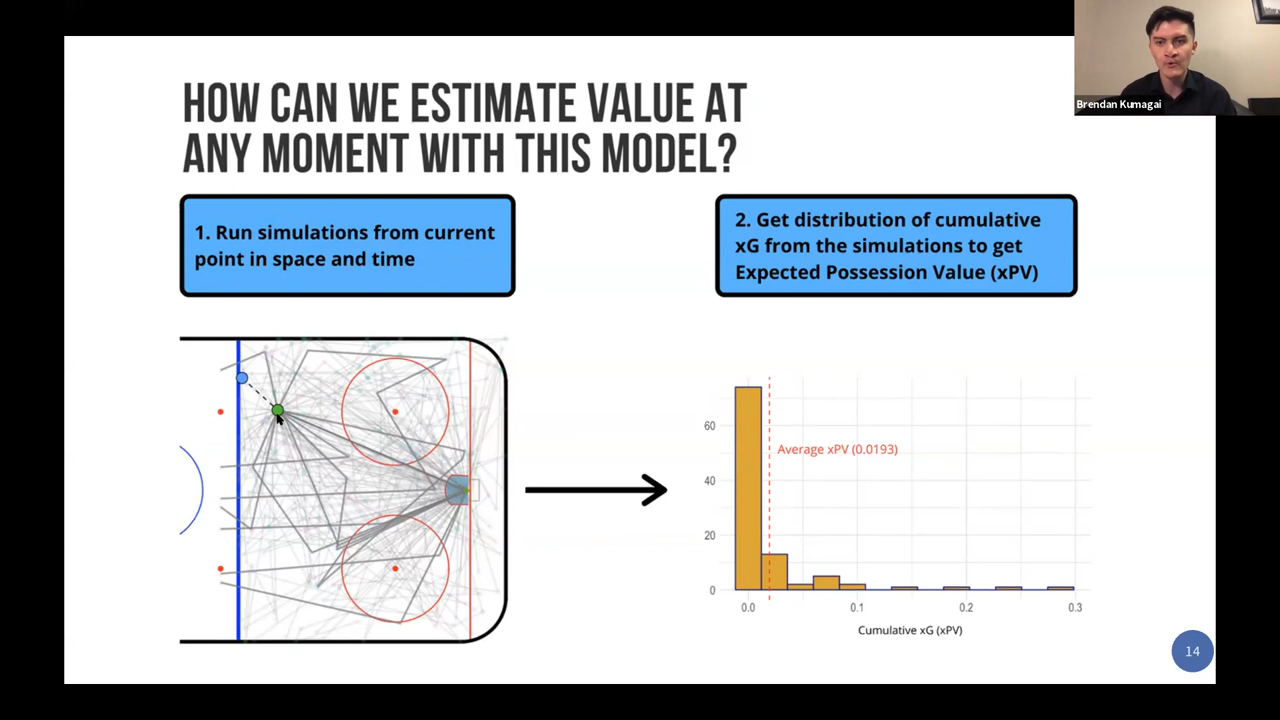 Brendan Kumagai
HOW CAN WE ESTIMATE VALUE AT
ANY MOMENT WITH THIS MODEL?
1. Run simulations from current
point in space and time
2. Get distribution of cumulative
xG from the simulations to get
Expected Possession Value (xPV)
Average xPV (0.0193)
60
40
20
0
0.0 0.1 0.2 0.3
Cumulative xG (xPV)
14